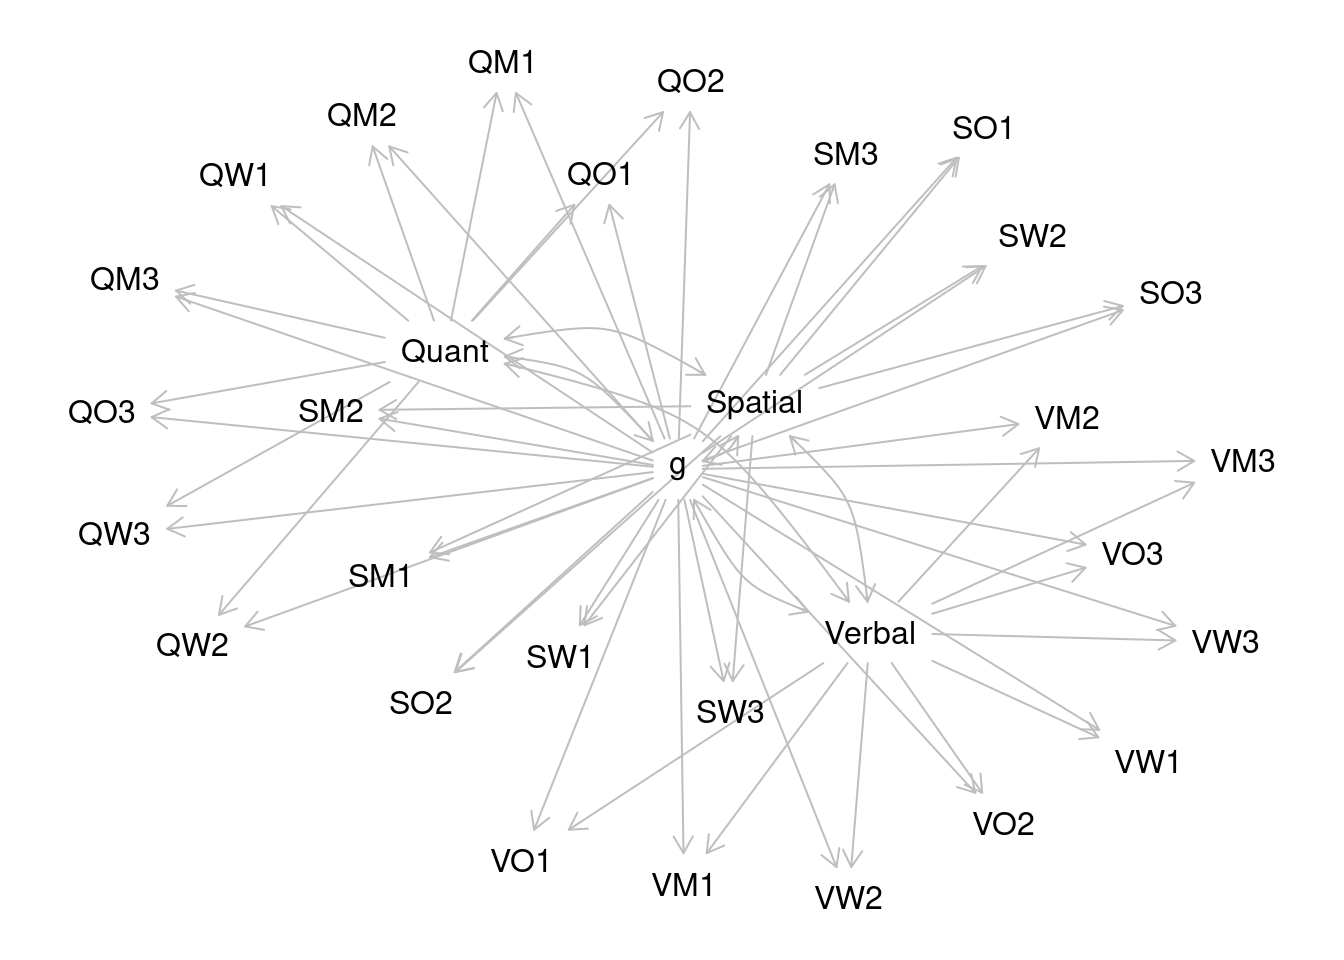 QM1
QO2
QM2
SO1
SM3
QW1
QO1
SW2
QM3
SO3
Quant
Spatial
QO3
SM2
VM2
g
VM3
QW3
VO3
SM1
Verbal
QW2
VW3
SW1
SO2
SW3
VW1
VO2
VO1
VM1
VW2